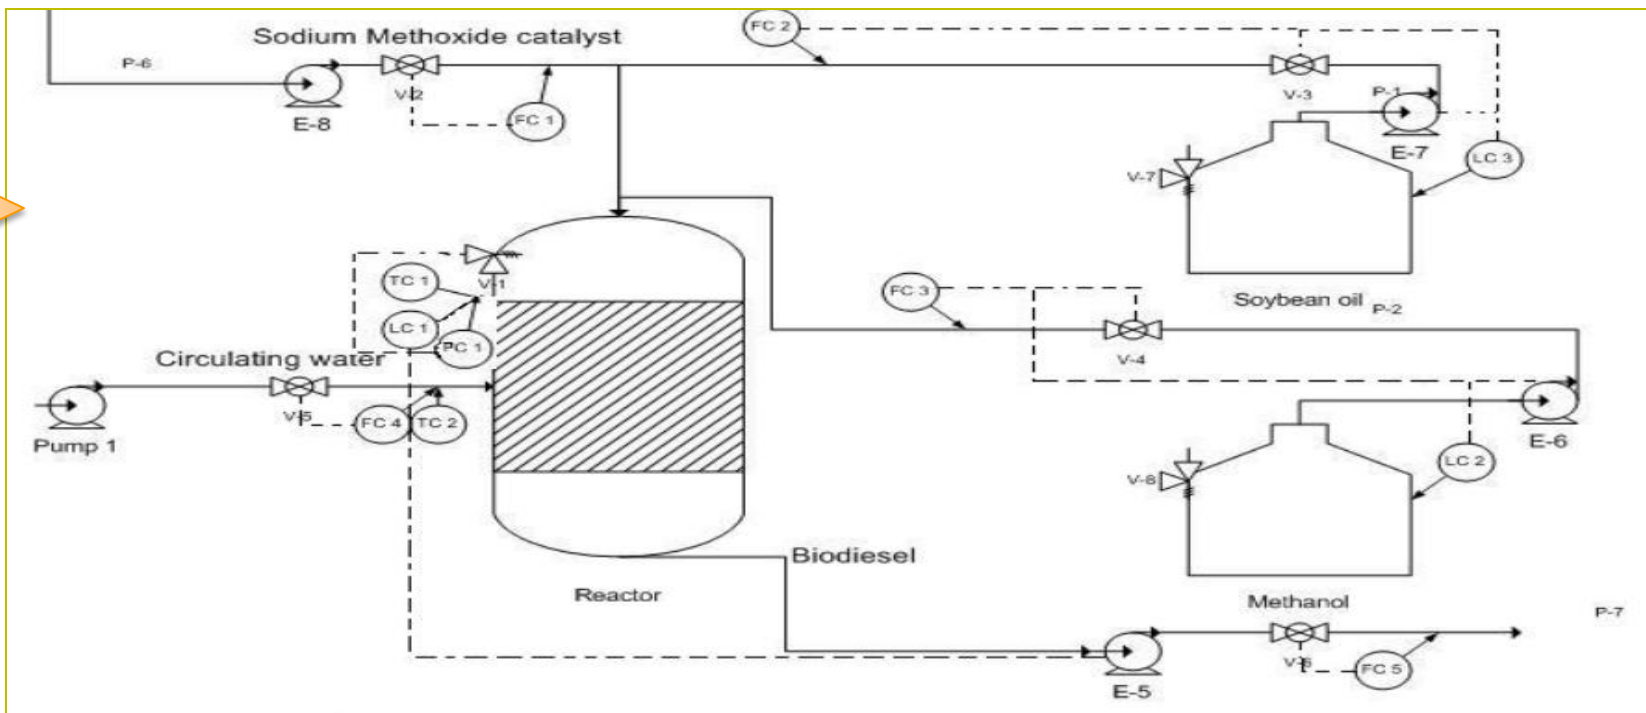 FC 2
Sodium Methoxide catalyst
P-6
V-2
V-3
P-1
FC 1
E-8
E-7
LC 3
V-7
TC 1
V-1
FC 3
Soybean oil
P-2
LC 1
PC 1
Circulating water
V-4
V-5
FC 4
TC 2
Pump 1
E-6
LC 2
V-8
Biodiesel
Reactor
Methanol
P-7
V-6
FC 5
E-5